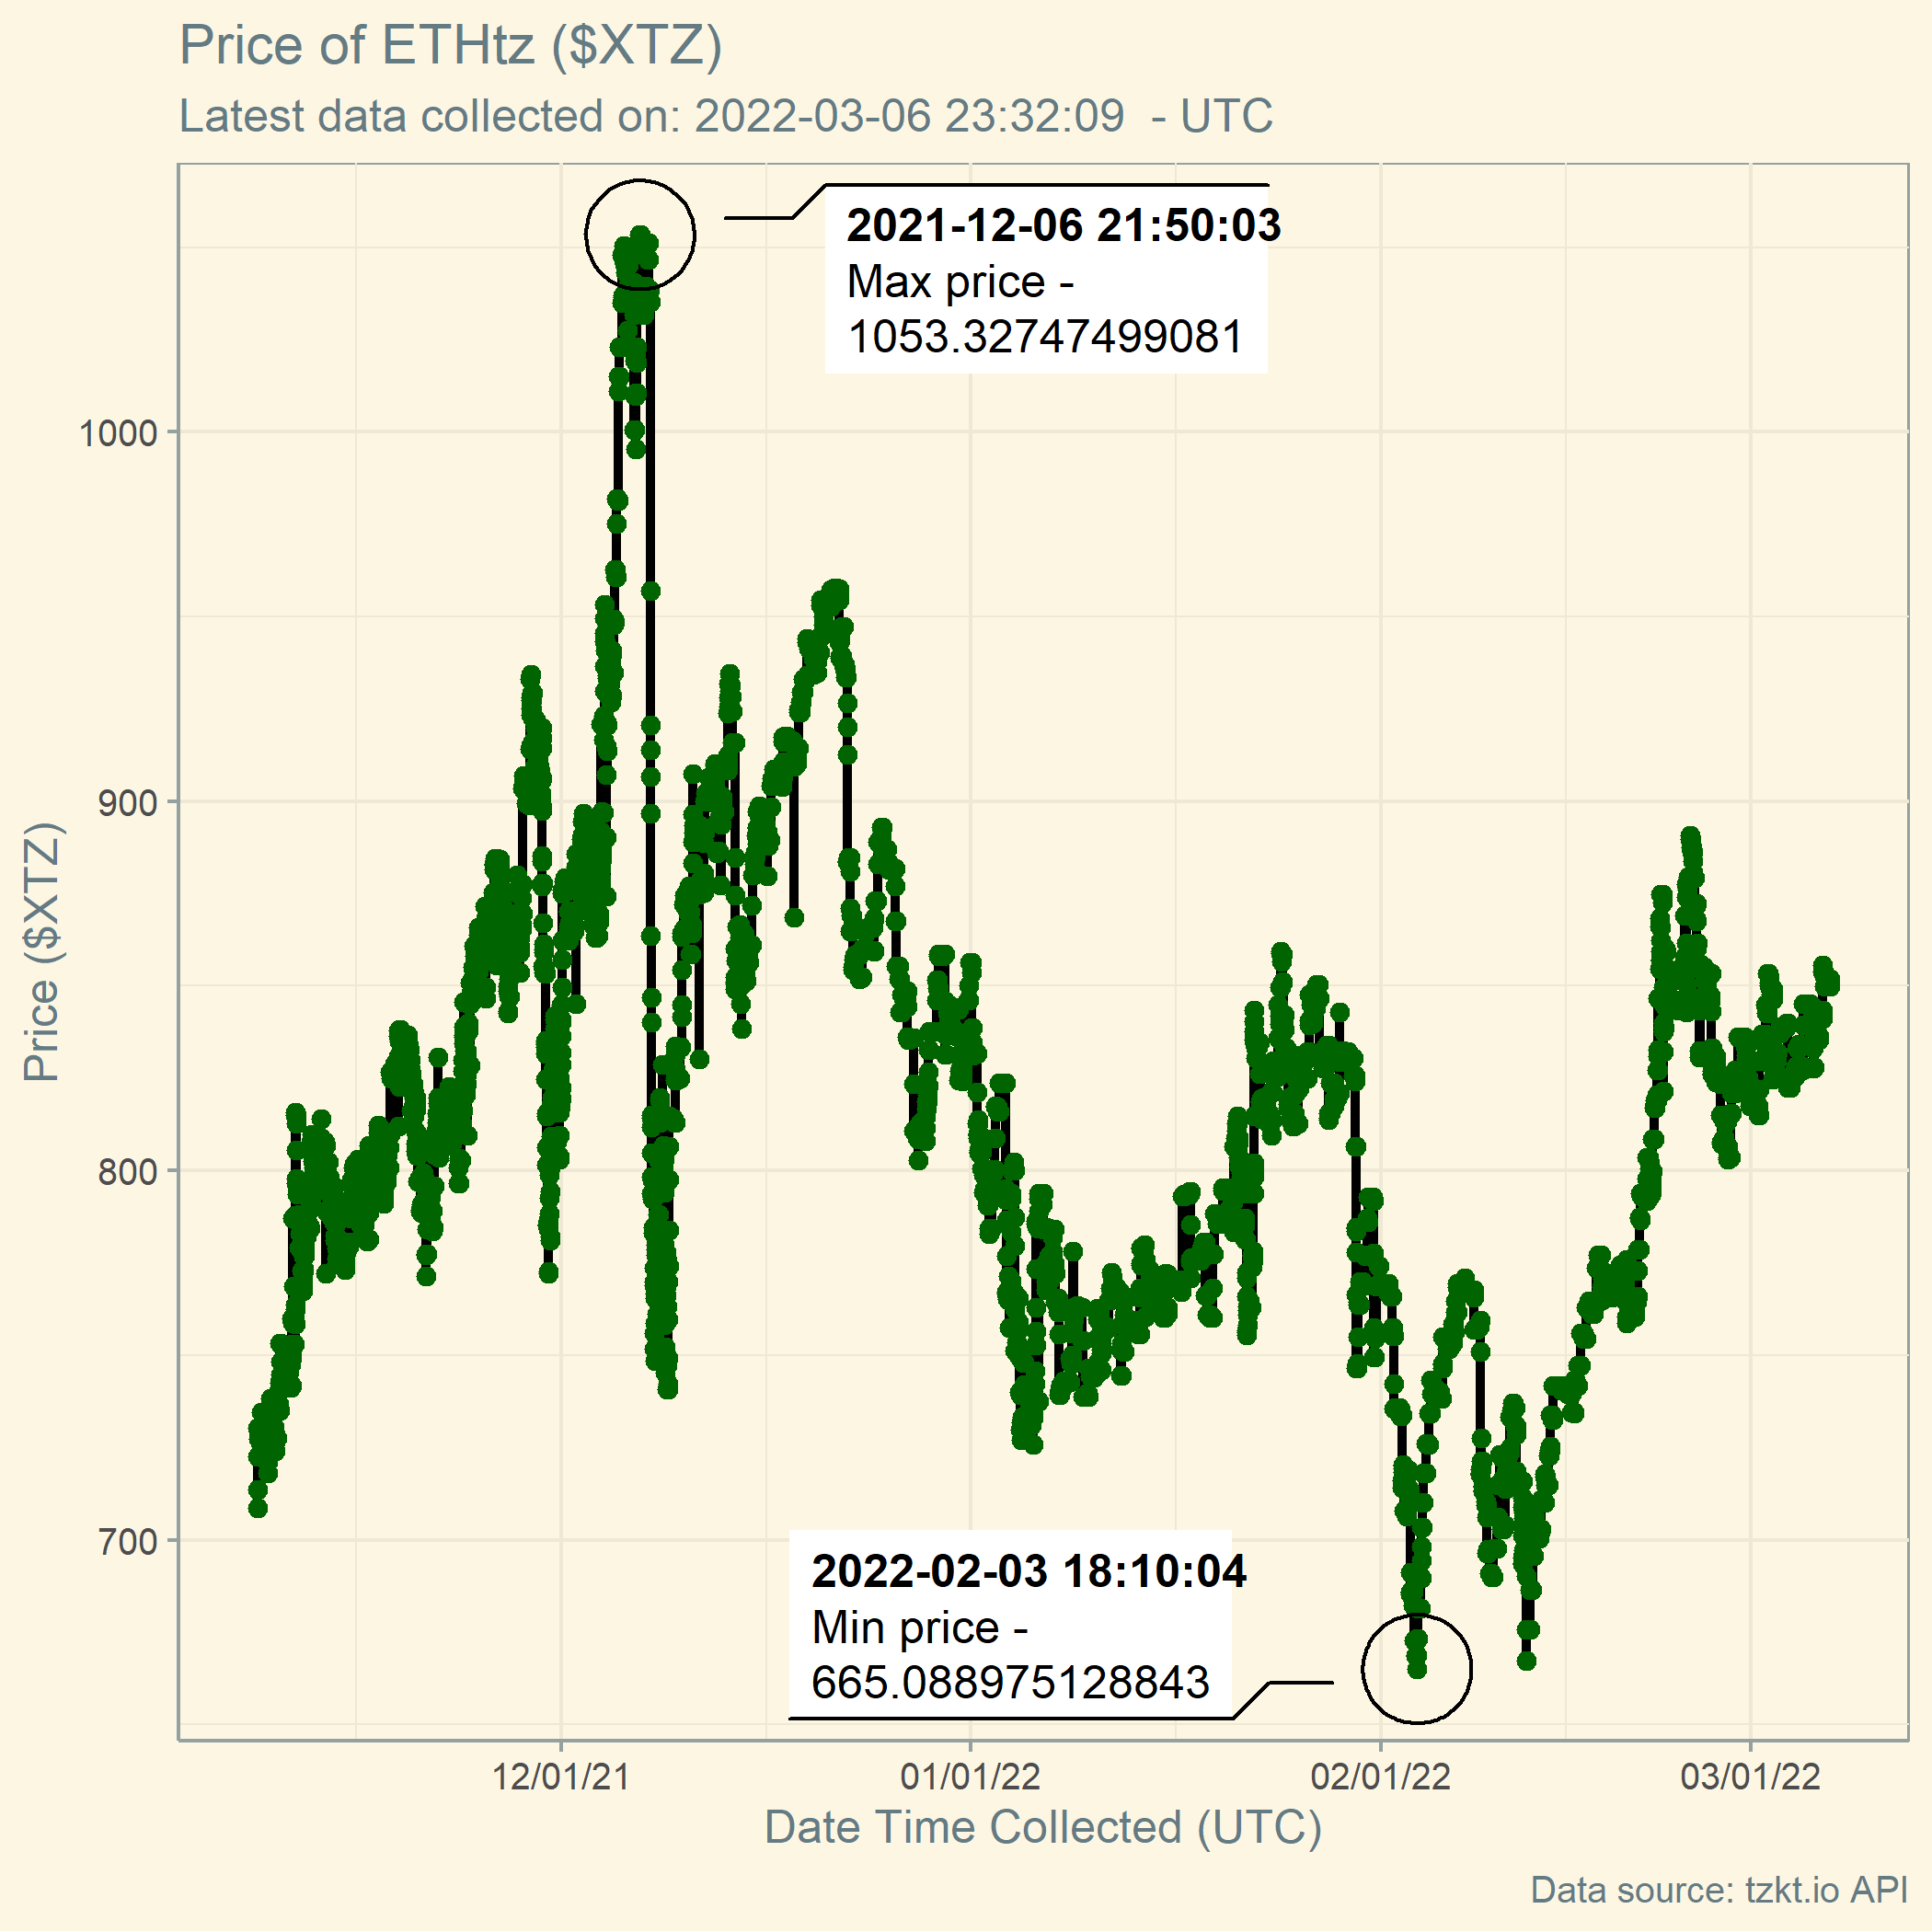 Price of ETHtz ($XTZ)
Latest data collected on: 2022-03-06 23:32:09  - UTC
2021-12-06 21:50:03
Max price -
1053.32747499081
1000
900
800
700
Price ($XTZ)
2022-02-03 18:10:04
Min price -
665.088975128843
12/01/21
01/01/22
02/01/22
03/01/22
Date Time Collected (UTC)
Data source: tzkt.io API